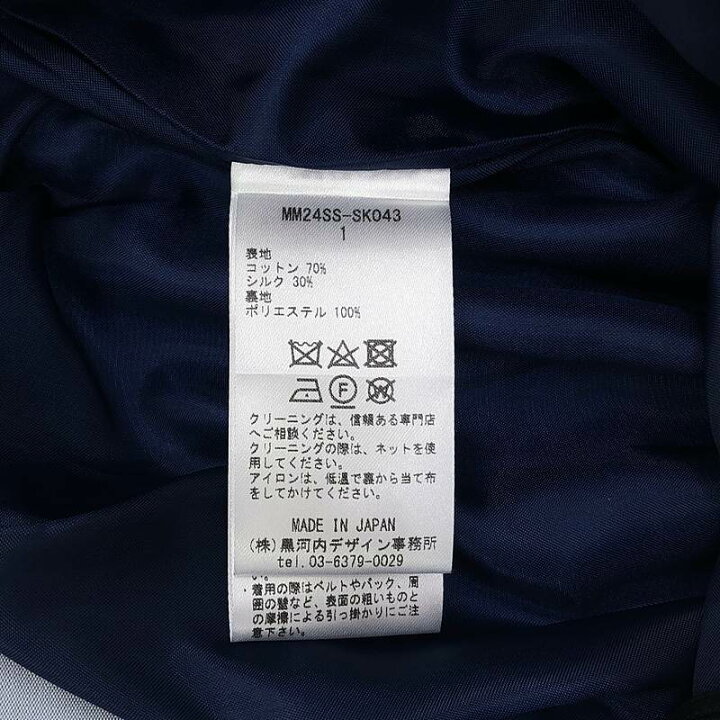 MM24SS-SK043
1
表地
コットン 70%
シルク 30%
裏地
ポリエステル 100%
F
W
クリーニングは、信頼ある専門店
へご相談ください。
クリーニングの際は、ネットを使
用してください。
アイロンは、低温で裏から当て布
をしてかけてください。
MADE IN JAPAN
(株)黒河内デザイン事務所
tel.03-6379-0029
い。
着用の際はベルトやバック、周
囲の壁など、表面の粗いものと
の摩擦による引っ掛かりにご注
意下さい。